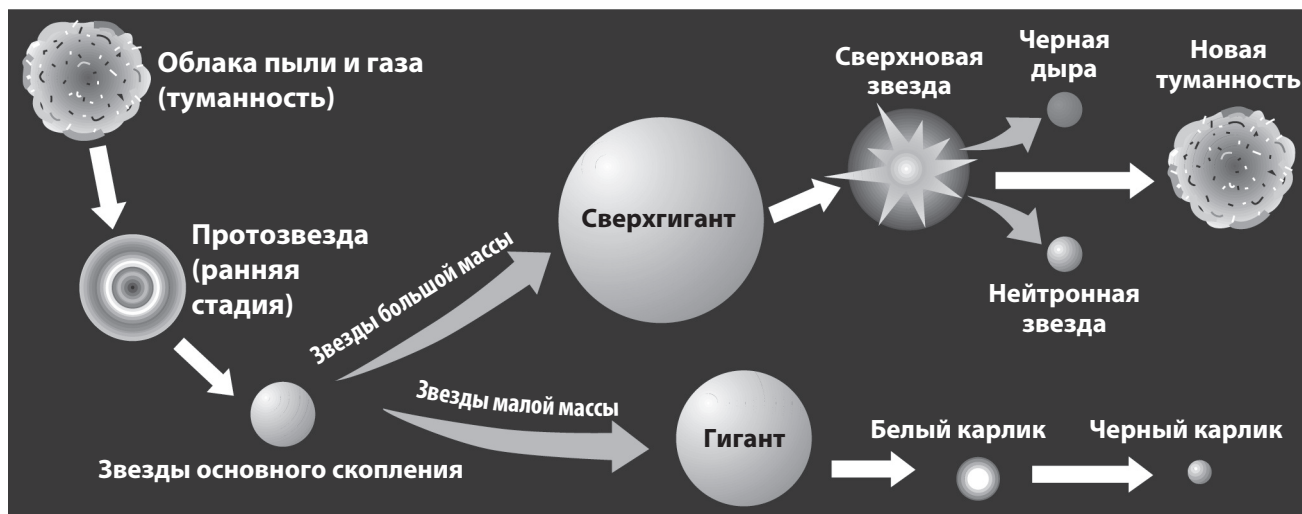 Облака пыли и газа
(туманность)
Протозвезда
(ранняя
стадия)
Звезды основного скопления
Звезды большой массы
Звезды малой массы
Сверхгигант
Гигант
Сверхновая
звезда
Черная
дыра
Новая
туманность
Нейтронная
звезда
Белый карлик
Черный карлик